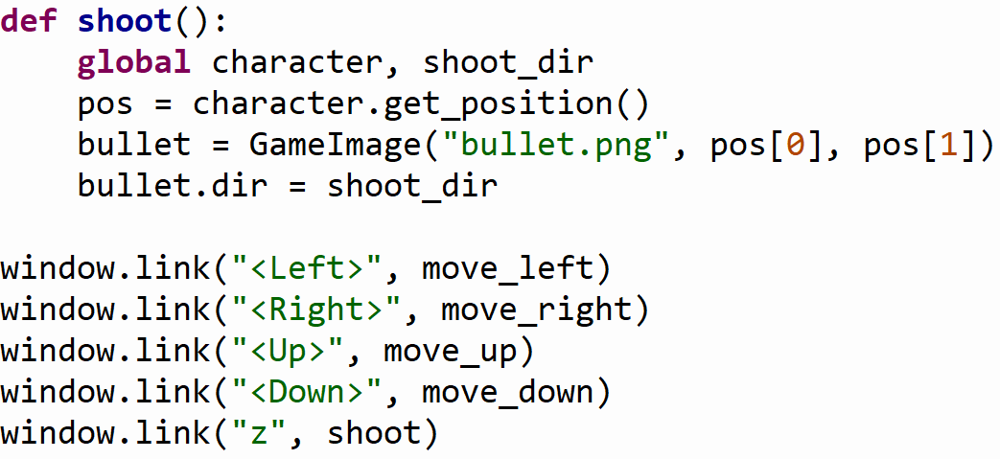 def shoot():
    global character, shoot_dir
    pos = character.get_position()
    bullet = GameImage("bullet.png", pos[0], pos[1])
    bullet.dir = shoot_dir

window.link("<Left>", move_left)
window.link("<Right>", move_right)
window.link("<Up>", move_up)
window.link("<Down>", move_down)
window.link("z", shoot)